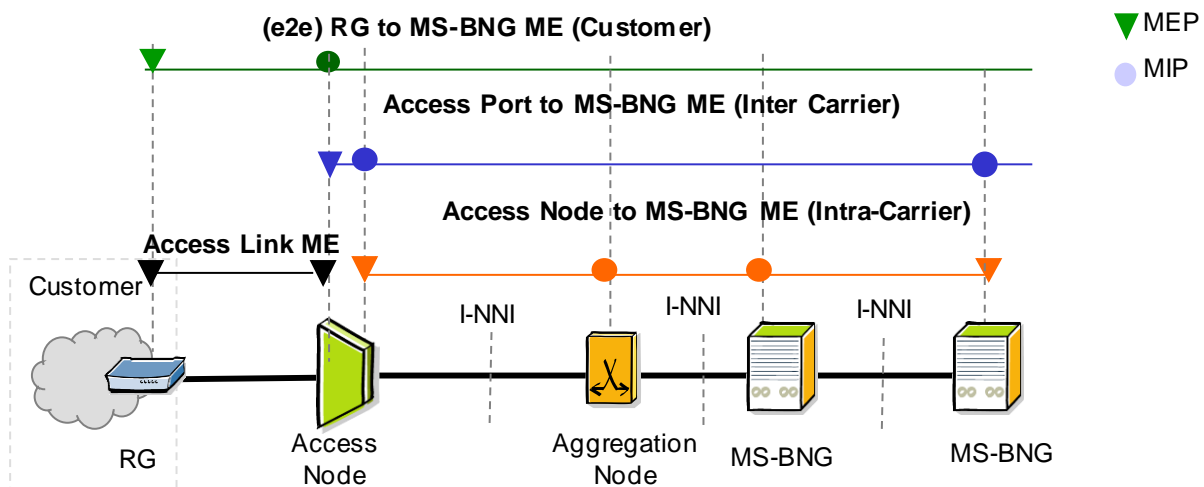 (e2e) RG to MS-BNG ME (Customer)
MEP
MIP
Access Port to MS-BNG ME (Inter Carrier)
Access Node to MS-BNG ME (Intra-Carrier)
Access Link ME
Customer
I-NNI
I-NNI
I-NNI
RG
Access
Node
Aggregation
Node
MS-BNG
MS-BNG